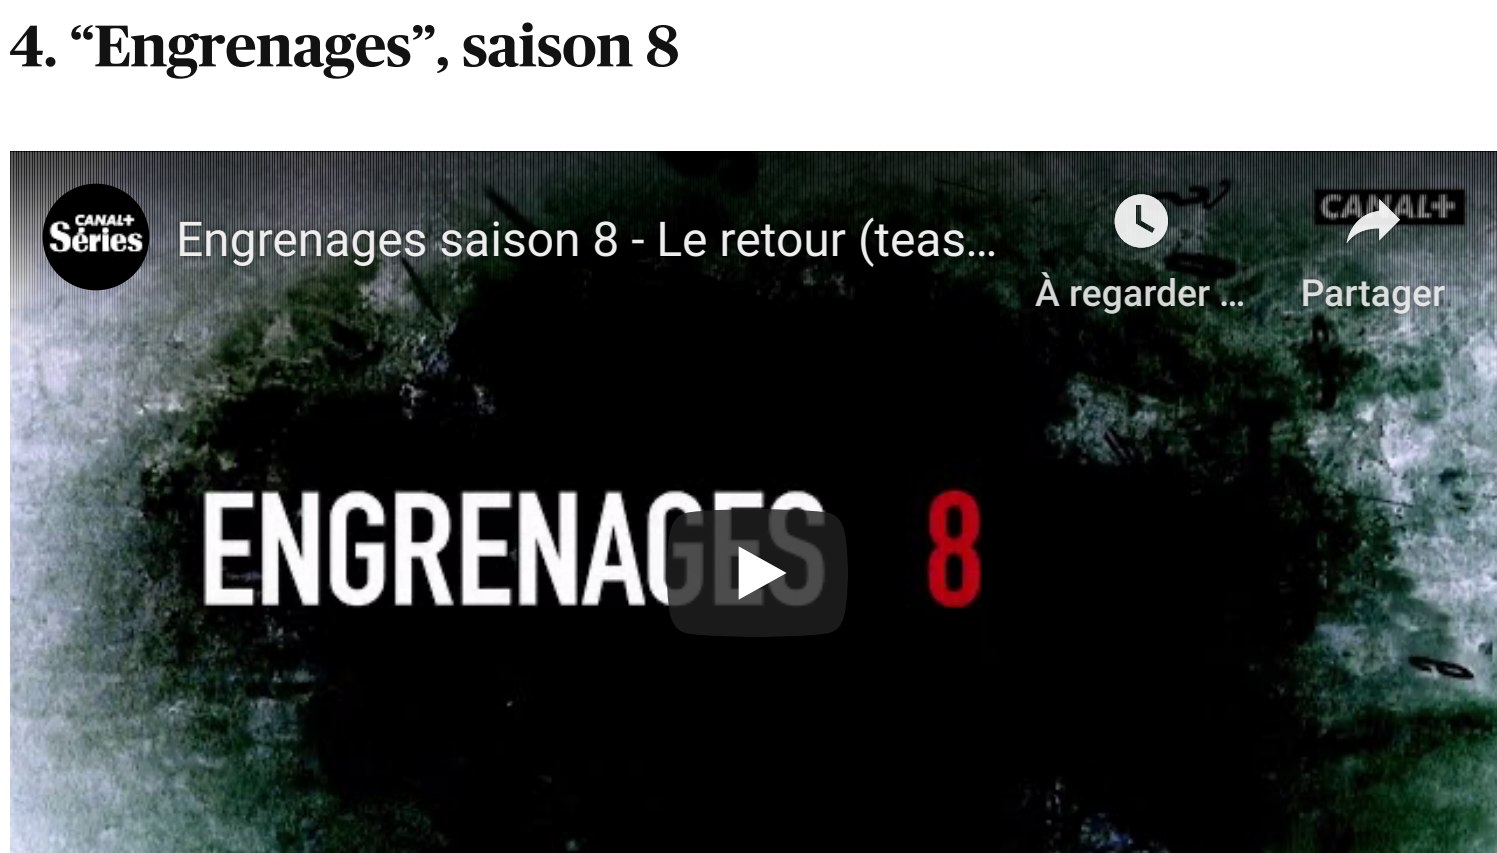 4. “Engrenages”, saison 8
CANAL+
Séries
Engrenages saison 8 - Le retour (teas...
À regarder ...
CANAL+
Partager
ENGRENAGES 8